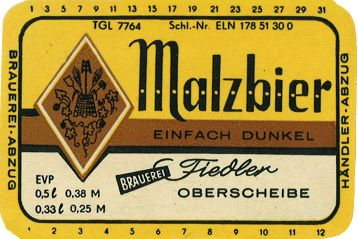 1 3 5 7 9 11 13 15 17 19 21 23 25 27 29 31
TGL 7764 Schl.-Nr. ELN 178 51 30 0
BRAUEREI-ABZUG
HÄNDLER-ABZUG
Malzbier
EINFACH DUNKEL
BRAUEREI Fiedler
OBERSCHEIBE
EVP
0,5 l 0,38 M
0,33 l 0,25 M
1 2 3 4 5 6 7 8 9 10 11 12